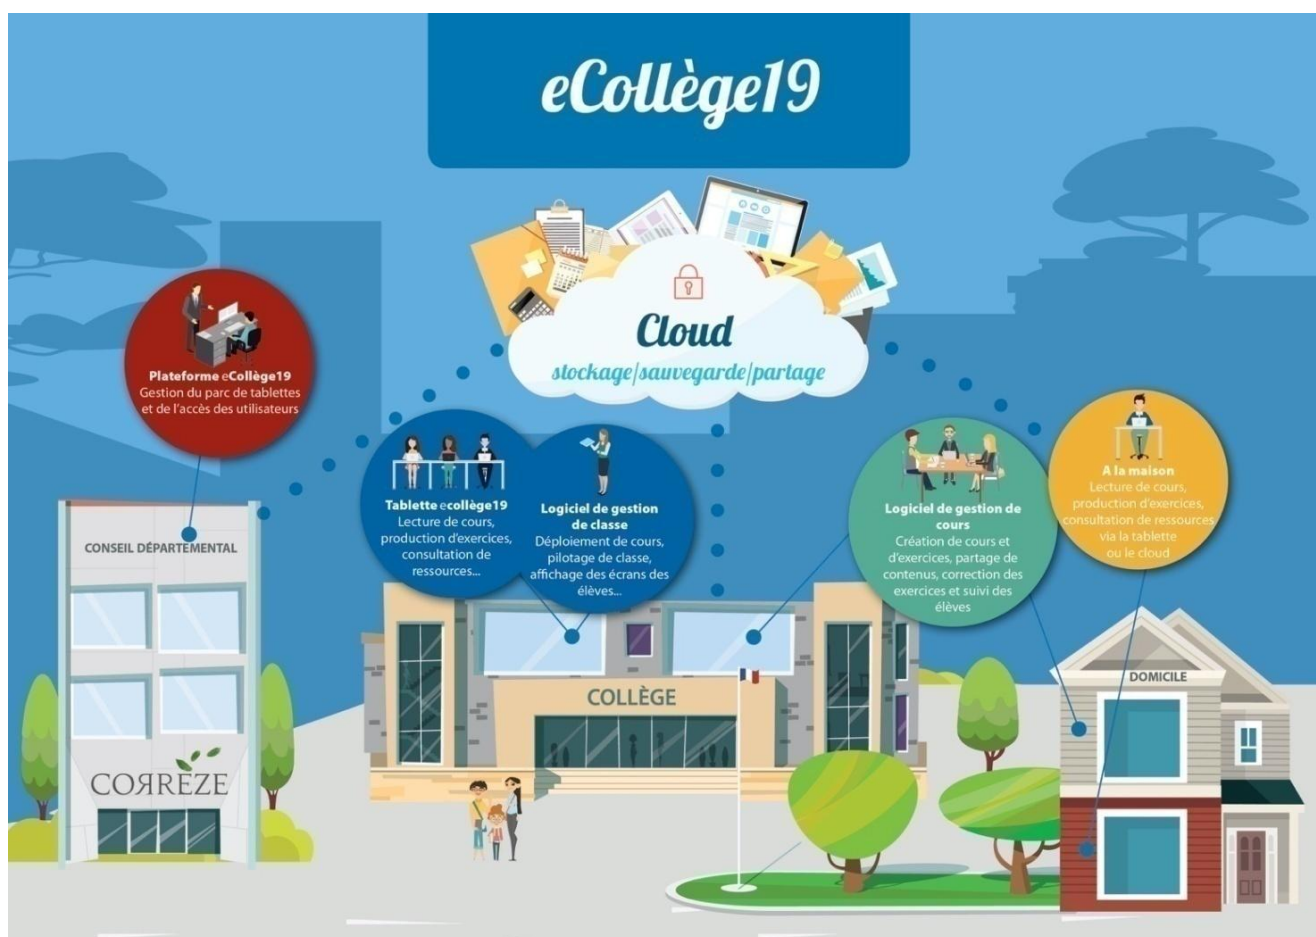 eCollège19
Cloud
stockage/sauvegarde/partage
Plateforme eCollège19
Gestion du parc de tablettes
et de l'accès des utilisateurs
Tablette ecollège19
Lecture de cours,
production d'exercices,
consultation de
ressources...
Logiciel de gestion
de classe
Déploiement de cours,
pilotage de classe,
affichage des écrans des
élèves...
Logiciel de gestion de
cours
Création de cours et
d'exercices, partage de
contenus, correction des
exercices et suivi des
élèves
A la maison
Lecture de cours,
production d'exercices,
consultation de ressources
via la tablette
ou le cloud
CONSEIL DÉPARTEMENTAL
CORRÈZE
COLLÈGE
DOMICILE